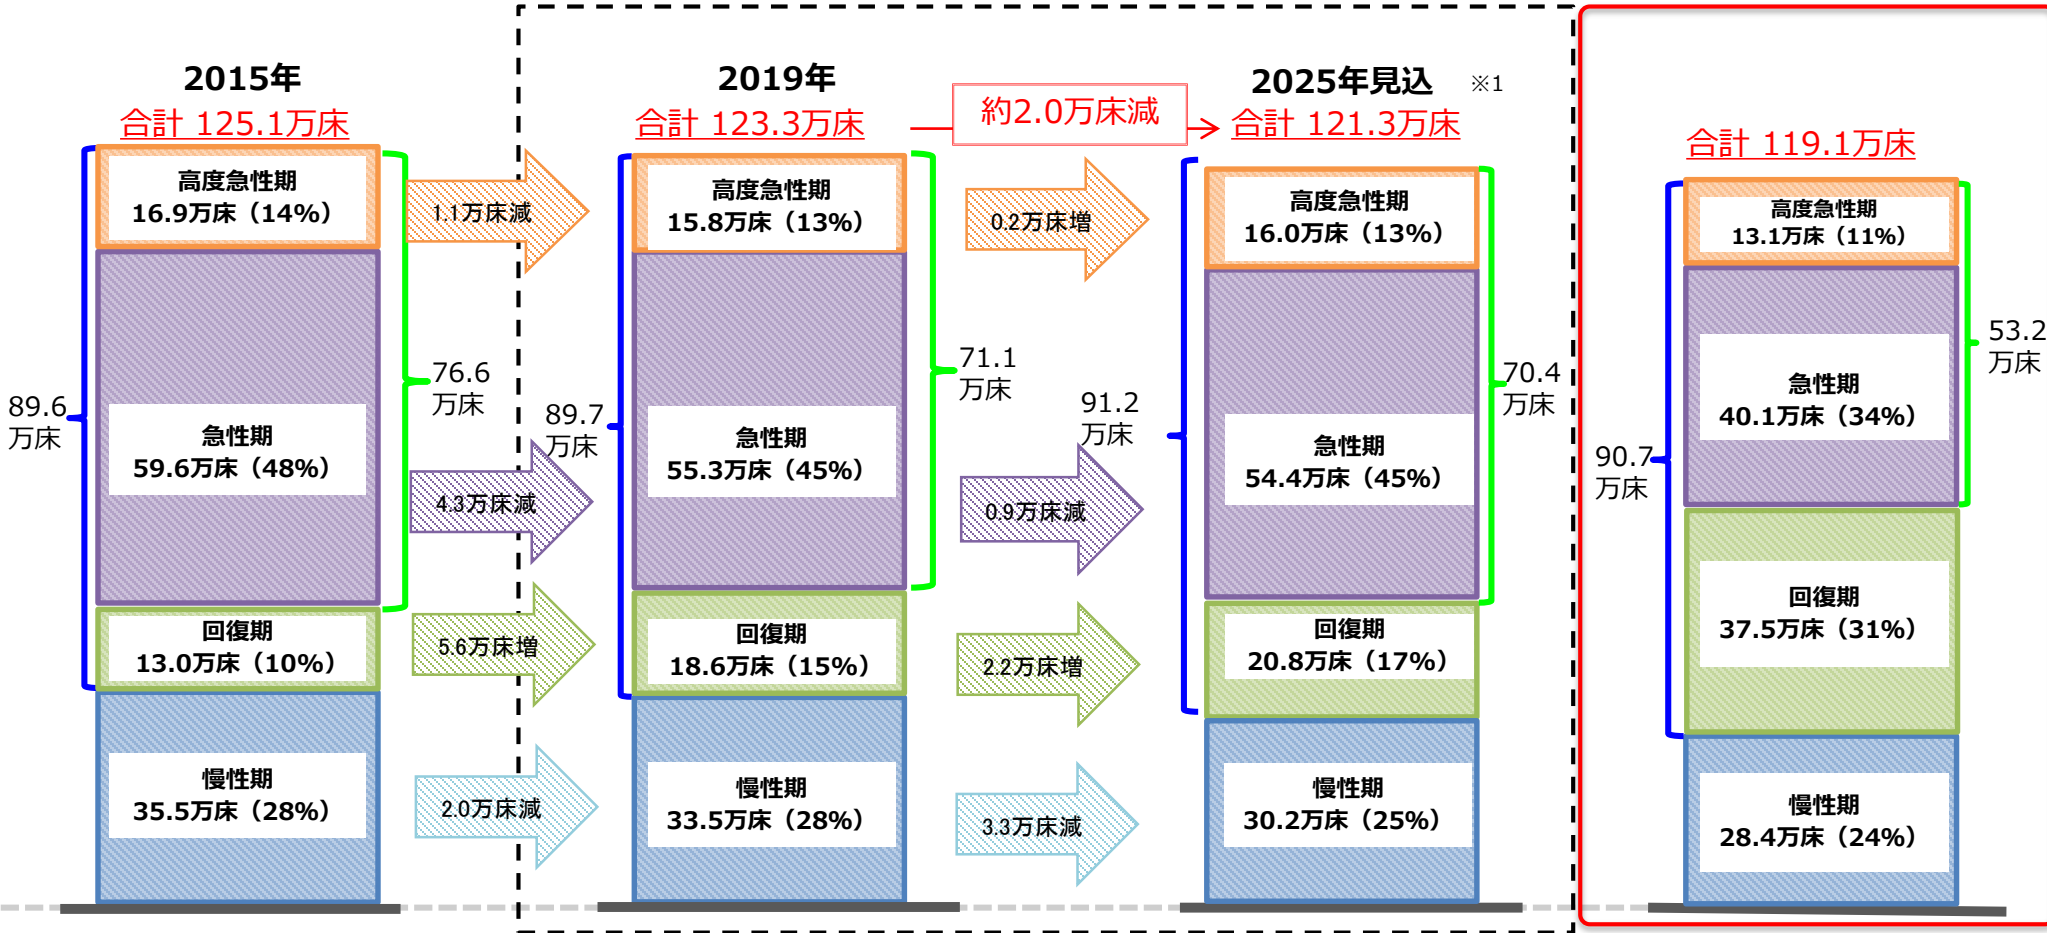 2015年
合計 125.1万床
高度急性期
16.9万床（14%）
急性期
59.6万床（48%）
回復期
13.0万床（10%）
慢性期
35.5万床（28%）
89.6
万床
76.6
万床
1.1万床減
4.3万床減
5.6万床増
2.0万床減
2019年
合計 123.3万床
高度急性期
15.8万床（13%）
急性期
55.3万床（45%）
回復期
18.6万床（15%）
慢性期
33.5万床（28%）
89.7
万床
71.1
万床
約2.0万床減
0.2万床増
0.9万床減
2.2万床増
3.3万床減
2025年見込 ※1
合計 121.3万床
高度急性期
16.0万床（13%）
急性期
54.4万床（45%）
回復期
20.8万床（17%）
慢性期
30.2万床（25%）
91.2
万床
70.4
万床
合計 119.1万床
高度急性期
13.1万床（11%）
急性期
40.1万床（34%）
回復期
37.5万床（31%）
慢性期
28.4万床（24%）
90.7
万床
53.2
万床